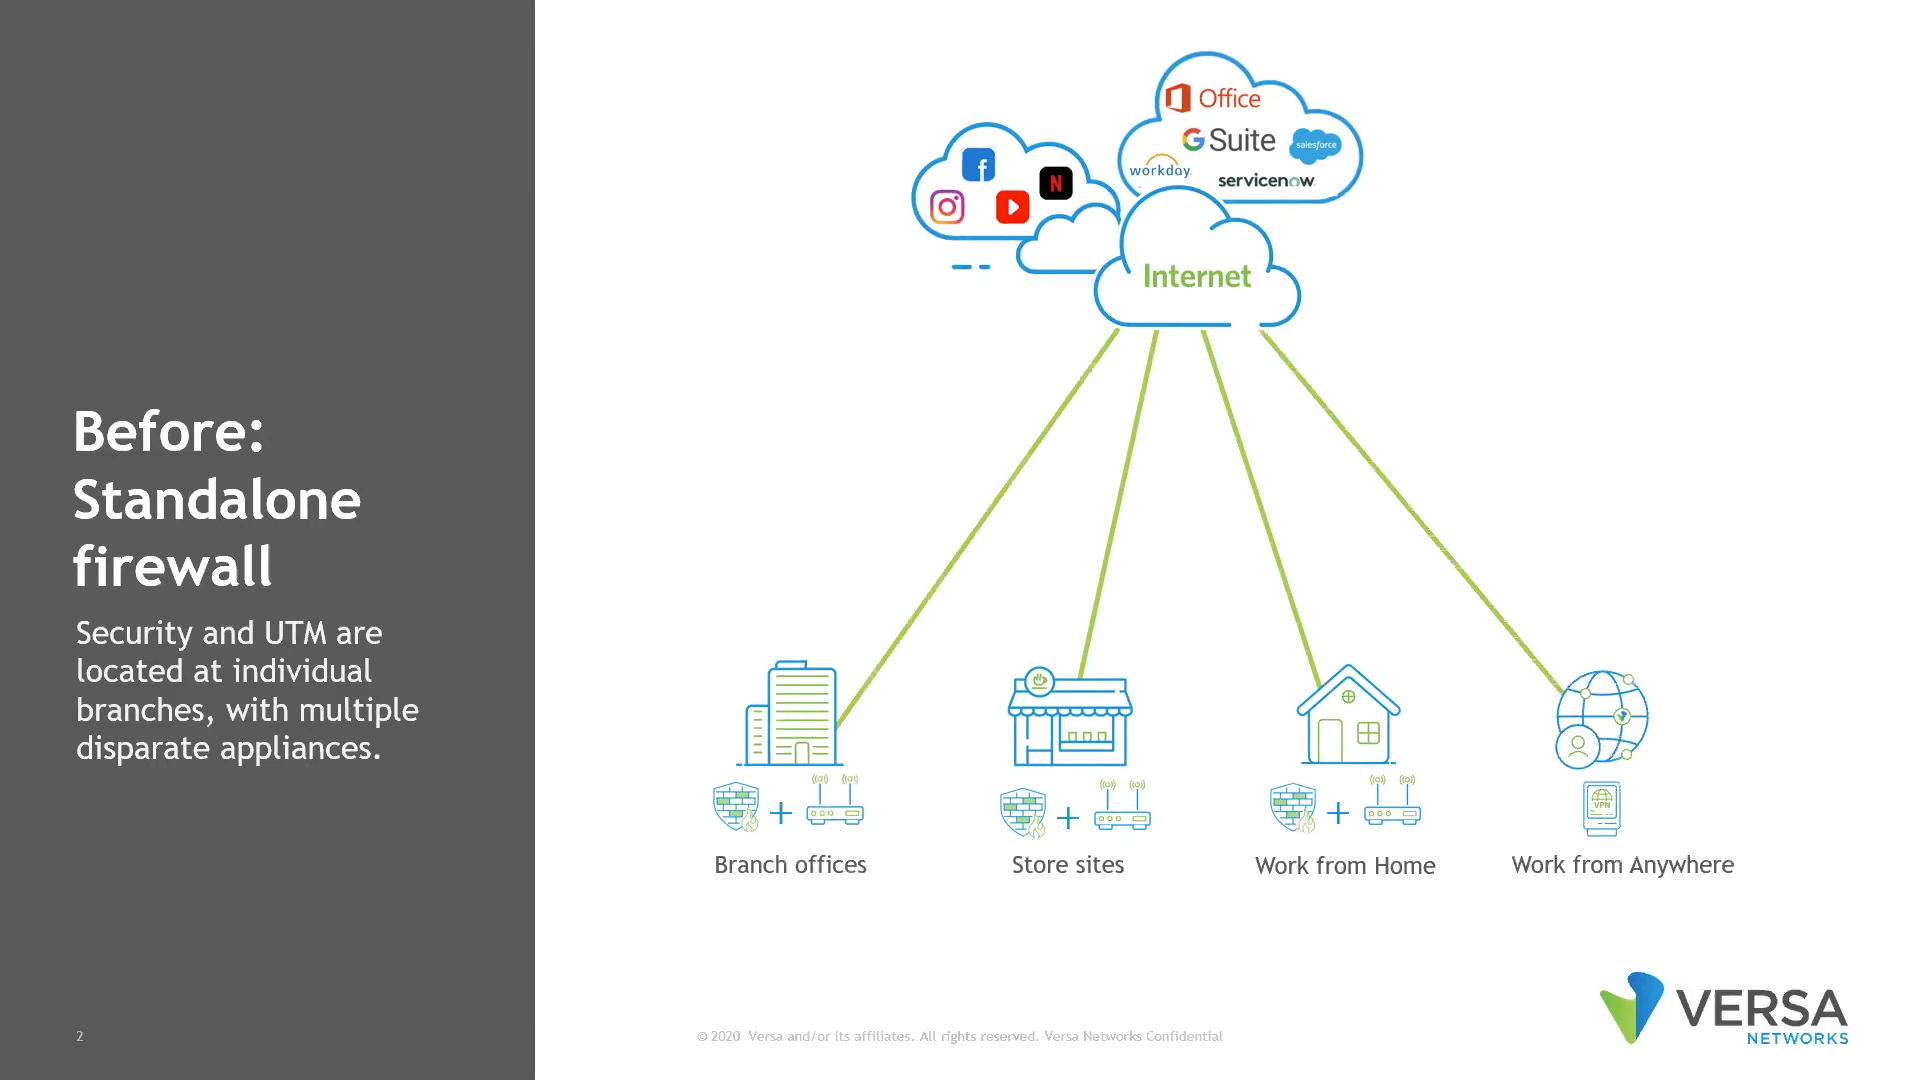 Before:
Standalone
firewall
Security and UTM are
located at individual
branches, with multiple
disparate appliances.
Office
G Suite
salesforce
workday.
servicenow
f
N
Internet
VPN
Branch offices
Store sites
Work from Home
Work from Anywhere
2
© 2020 Versa and/or its affiliates. All rights reserved. Versa Networks Confidential
VERSA
NETWORKS